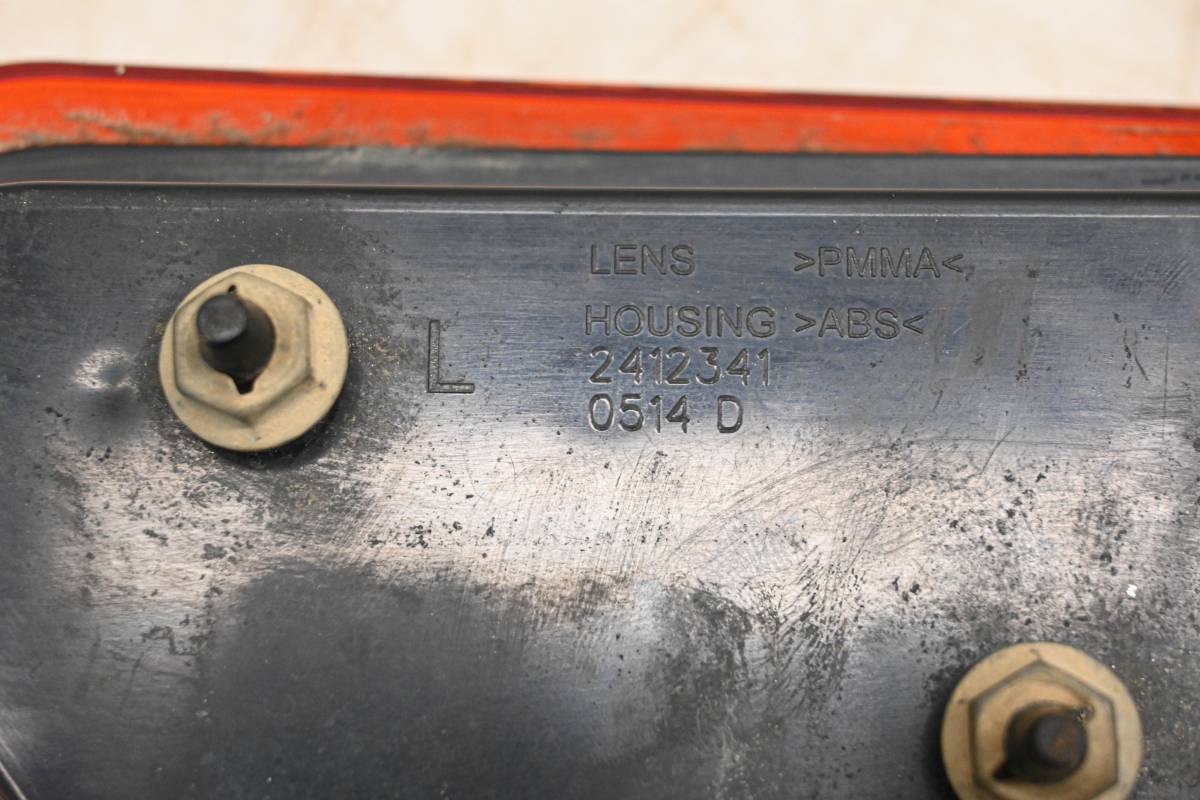 LENS >PMMA<
HOUSING >ABS<
L
2412341
0514 D